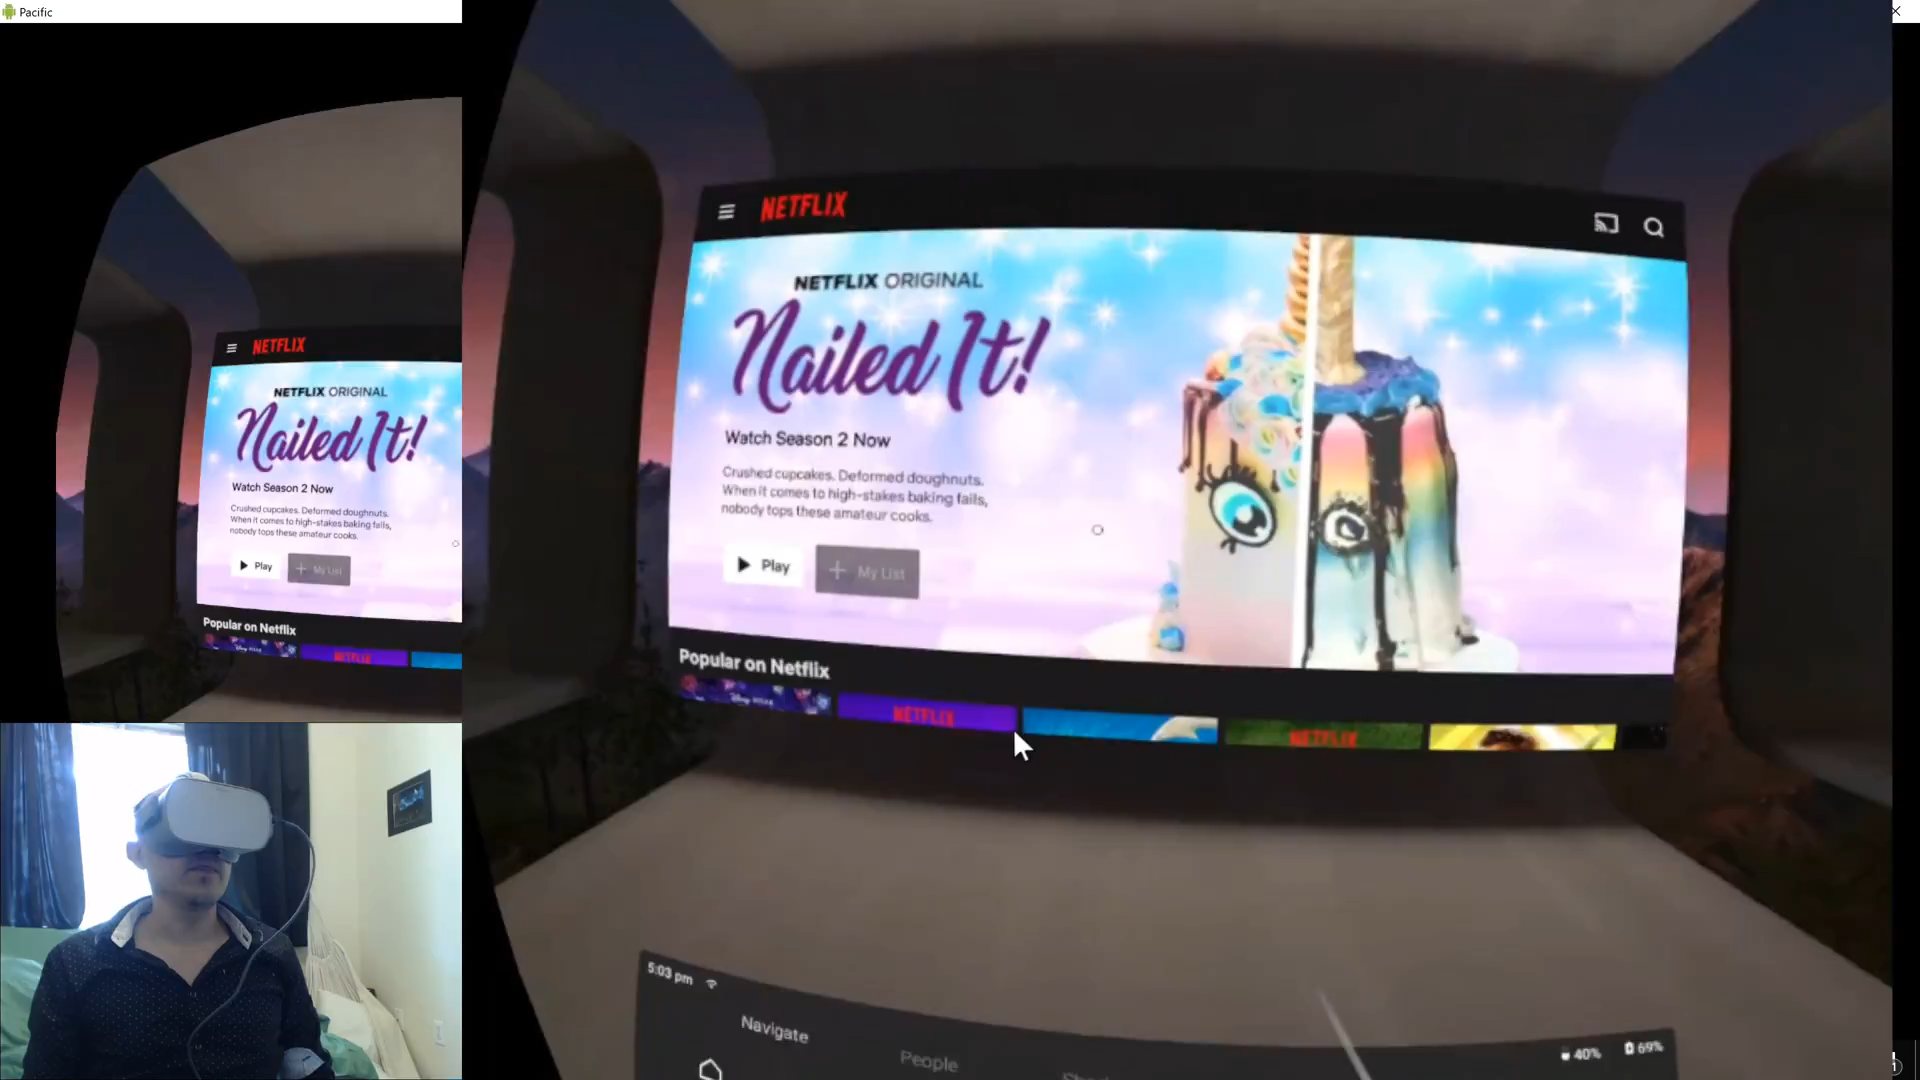 Pacific
NETFLIX
NETFLIX ORIGINAL
Nailed It!
Watch Season 2 Now
Crushed cupcakes. Deformed doughnuts.
When it comes to high-stakes baking fails,
nobody tops these amateur cooks.
Play
+ My List
Popular on Netflix
NETFLIX
NETFLIX
NETFLIX ORIGINAL
Nailed It!
Watch Season 2 Now
Crushed cupcakes. Deformed doughnuts.
When it comes to high-stakes baking fails,
nobody tops these amateur cooks.
Play
+ My List
Popular on Netflix
NETFLIX
NETFLIX
5:03 pm
40%
69%
Navigate
People